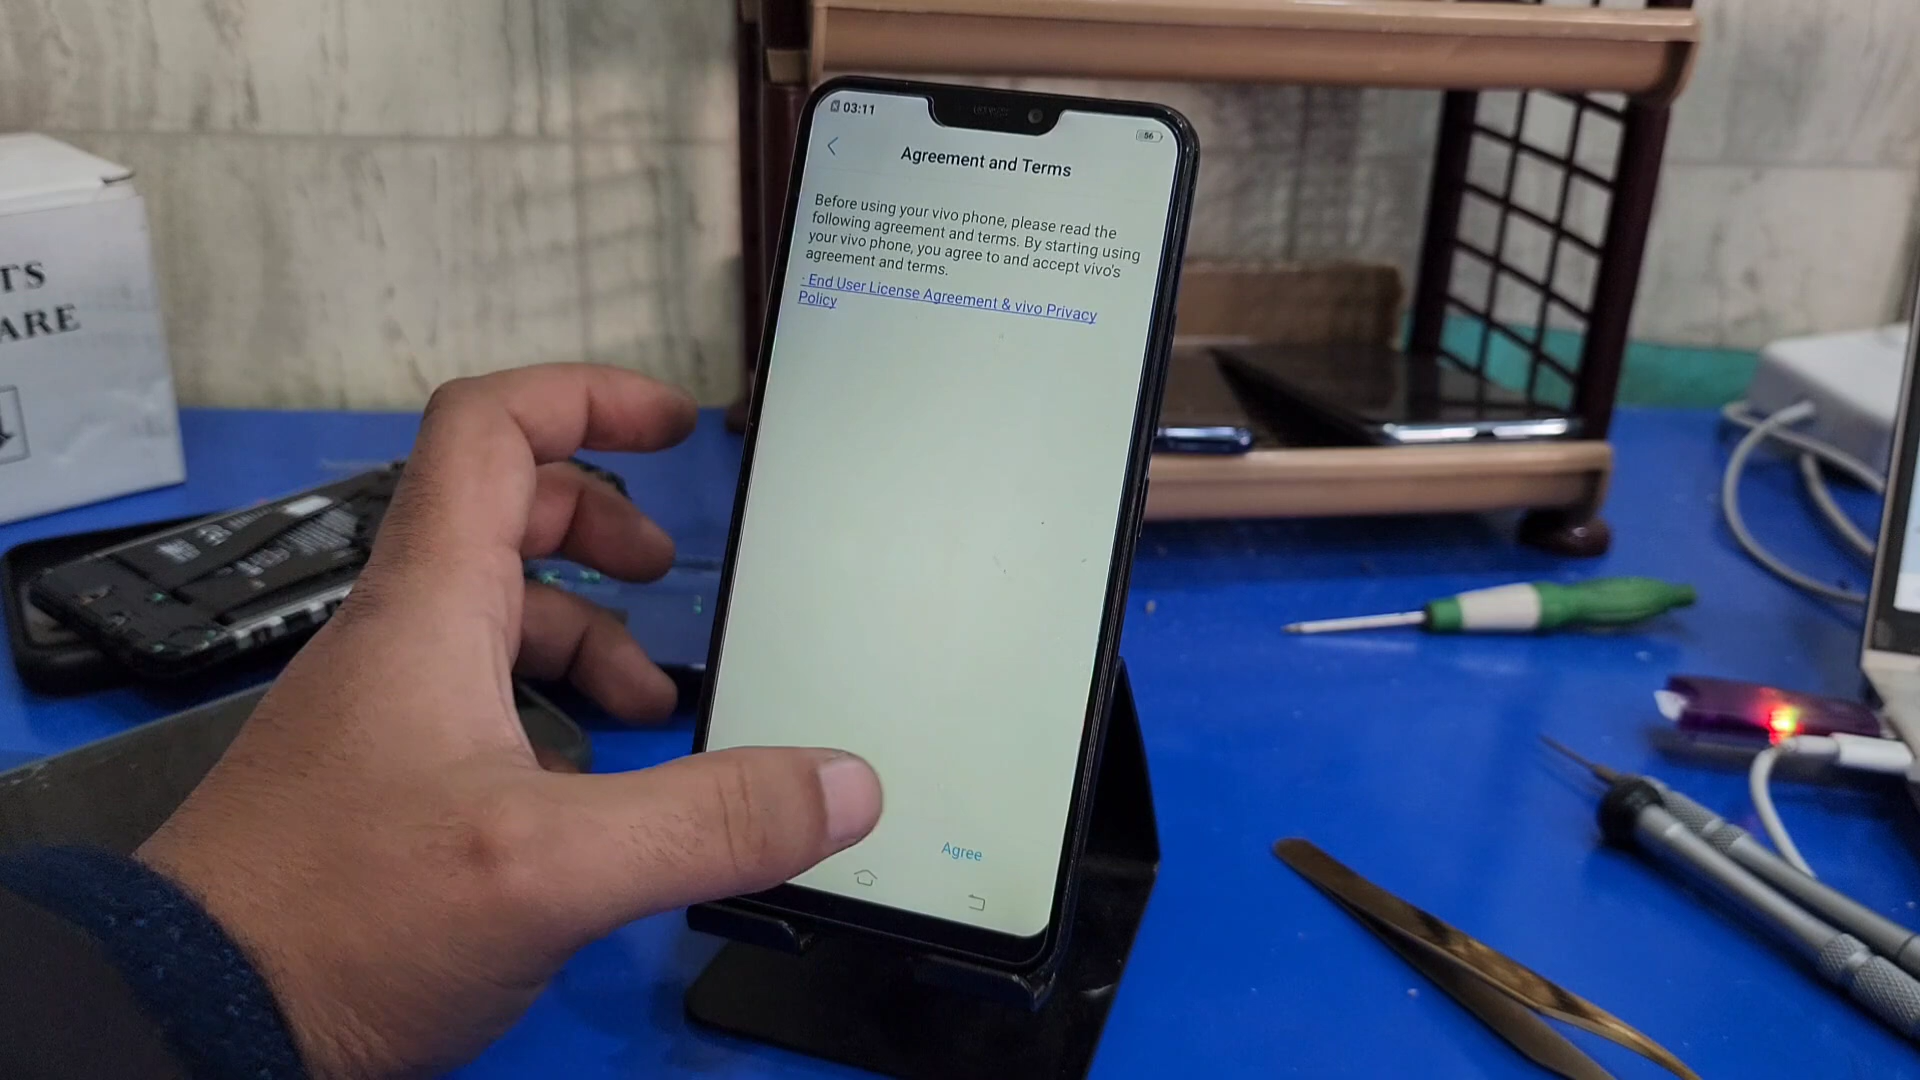 03:11
56
Agreement and Terms
Before using your vivo phone, please read the
following agreement and terms. By starting using
your vivo phone, you agree to and accept vivo's
agreement and terms.
· End User License Agreement & vivo Privacy
Policy
Agree
TS
ARE